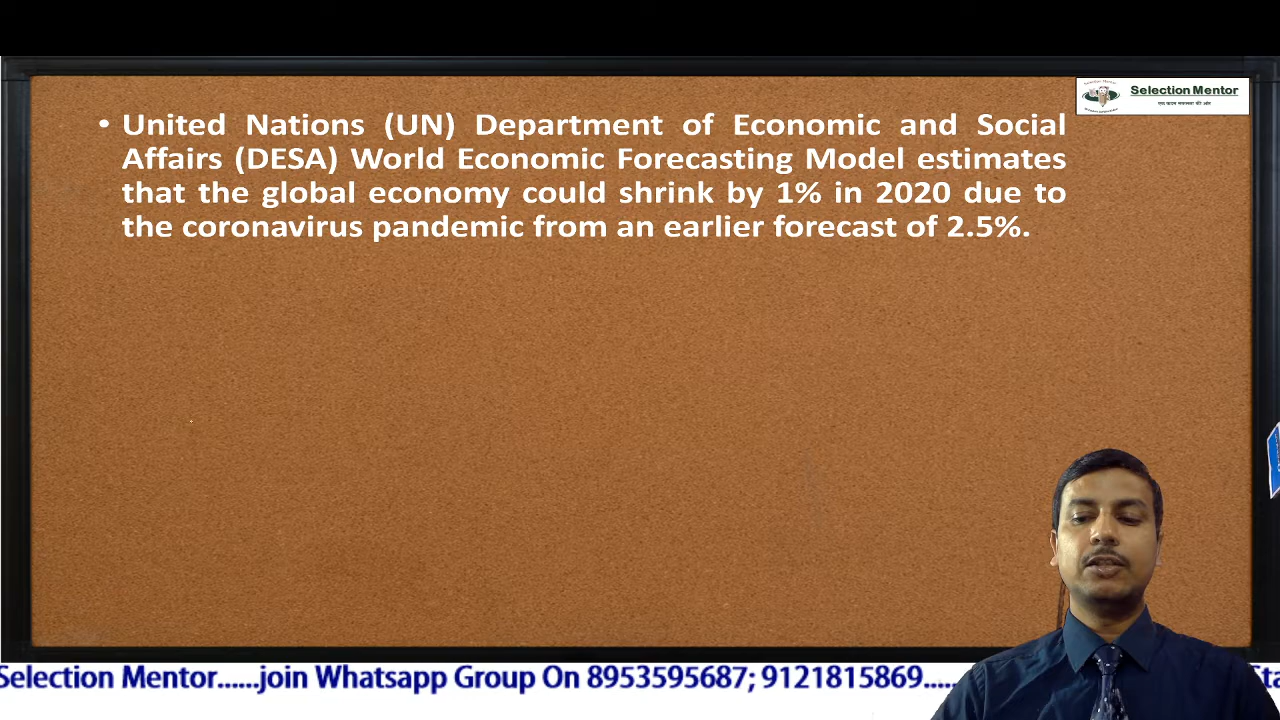 Selection Mentor
• United Nations (UN) Department of Economic and Social
Affairs (DESA) World Economic Forecasting Model estimates
that the global economy could shrink by 1% in 2020 due to
the coronavirus pandemic from an earlier forecast of 2.5%.
Selection Mentor......join Whatsapp Group On 8953595687; 9121815869.....